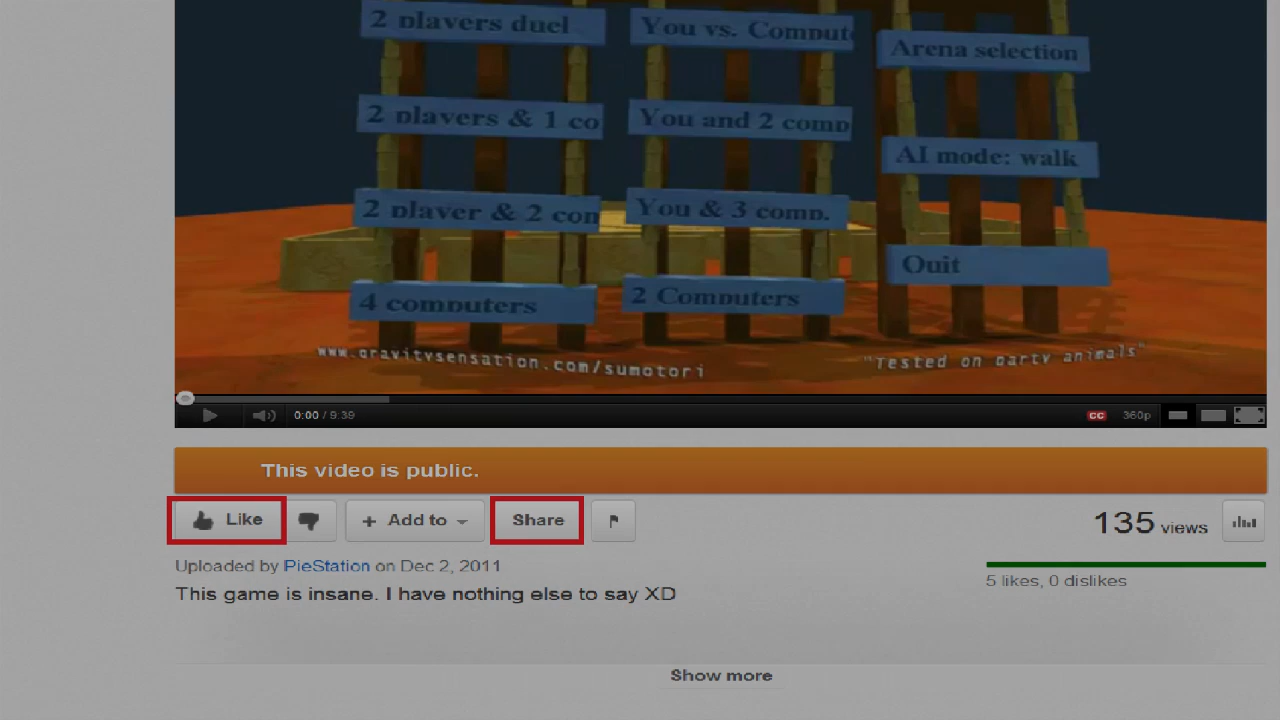 2 players duel
You vs. Comput
Arena selection
2 players & 1 co
You and 2 comp
AI mode: walk
2 player & 2 con
You & 3 comp.
Quit
4 computers
2 Computers
www.gravitysensation.com/sumotori
"Tested on party animals"
0:00 / 9:39
CC
360p
This video is public.
Like
Add to
Share
135 views
Uploaded by PieStation on Dec 2, 2011
5 likes, 0 dislikes
This game is insane. I have nothing else to say XD
Show more